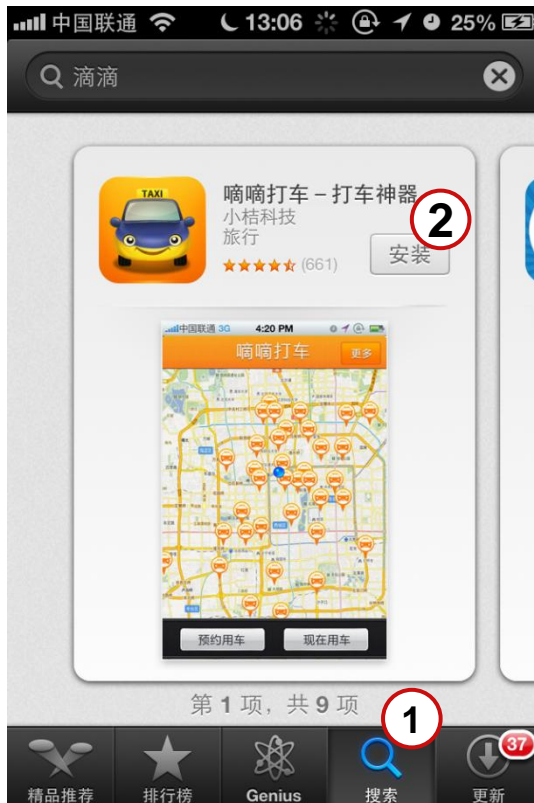 中国联通 13:06 25%
滴滴
TAXI
嘀嘀打车 – 打车神器
小桔科技
旅行
(661)
2
安装
中国联通 3G 4:20 PM
嘀嘀打车
更多
预约用车 现在用车
第 1 项，共 9 项
1
37
精品推荐 排行榜 Genius 搜索 更新